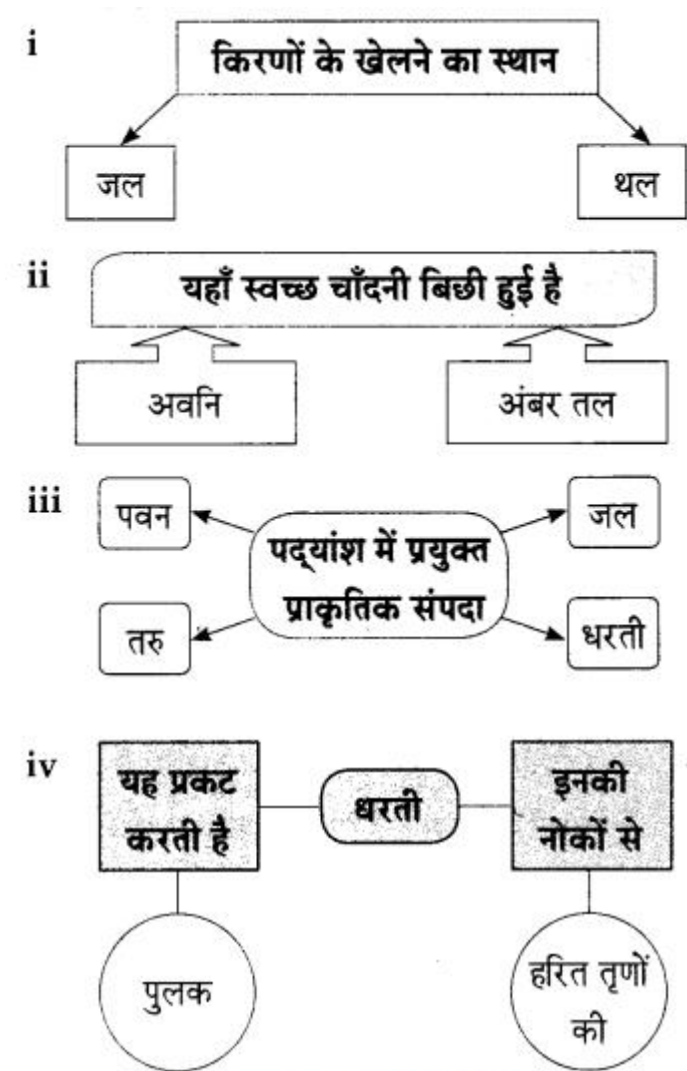 i
किरणों के खेलने का स्थान
जल
थल
ii
यहाँ स्वच्छ चाँदनी बिछी हुई है
अवनि
अंबर तल
iii
पवन
जल
पद्‌यांश में प्रयुक्त
प्राकृतिक संपदा
तरु
धरती
iv
यह प्रकट
करती है
धरती
इनकी
नोकों से
पुलक
हरित तृणों
की